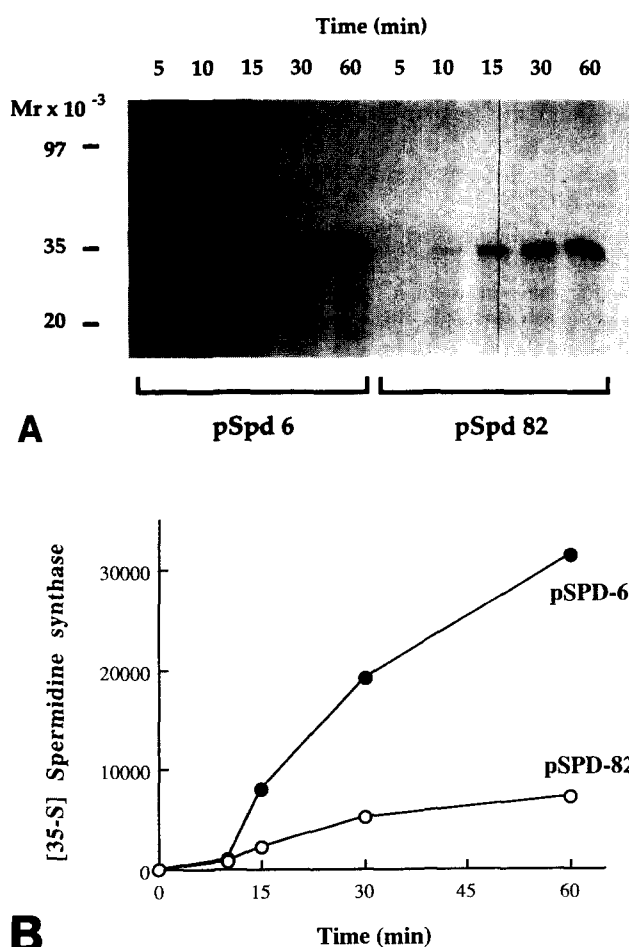 Time (min)
5 10 15 30 60 5 10 15 30 60
Mr x 10 -3
97
35
20
A
pSpd 6
pSpd 82
[35-S] Spermidine synthase
30000
20000
10000
0
pSPD-6
pSPD-82
0 15 30 45 60
Time (min)
B